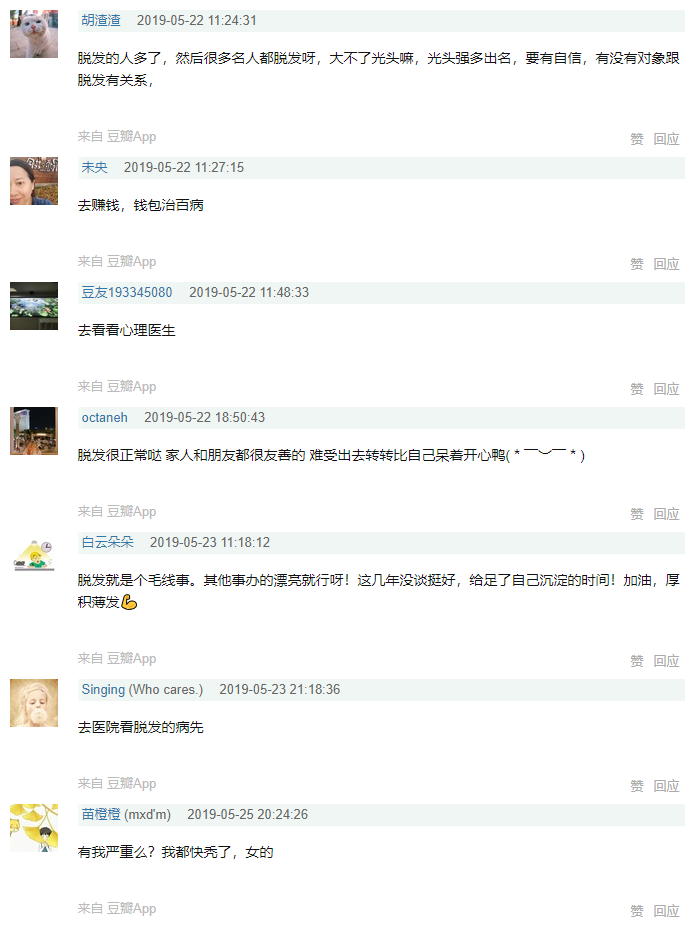 胡渣渣 2019-05-22 11:24:31
脱发的人多了，然后很多名人都脱发呀，大不了光头嘛，光头强多出名，要有自信，有没有对象跟
脱发有关系，
来自 豆瓣App 赞 回应
未央 2019-05-22 11:27:15
去赚钱，钱包治百病
来自 豆瓣App 赞 回应
豆友193345080 2019-05-22 11:48:33
去看看心理医生
来自 豆瓣App 赞 回应
octaneh 2019-05-22 18:50:43
脱发很正常哒 家人和朋友都很友善的 难受出去转转比自己呆着开心鸭( * ￣︶￣ * )
来自 豆瓣App 赞 回应
白云朵朵 2019-05-23 11:18:12
脱发就是个毛线事。其他事办的漂亮就行呀！这几年没谈挺好，给足了自己沉淀的时间！加油，厚
积薄发💪
来自 豆瓣App 赞 回应
Singing (Who cares.) 2019-05-23 21:18:36
去医院看脱发的病先
来自 豆瓣App 赞 回应
苗橙橙 (mxd'm) 2019-05-25 20:24:26
有我严重么？我都快秃了，女的
来自 豆瓣App 赞 回应